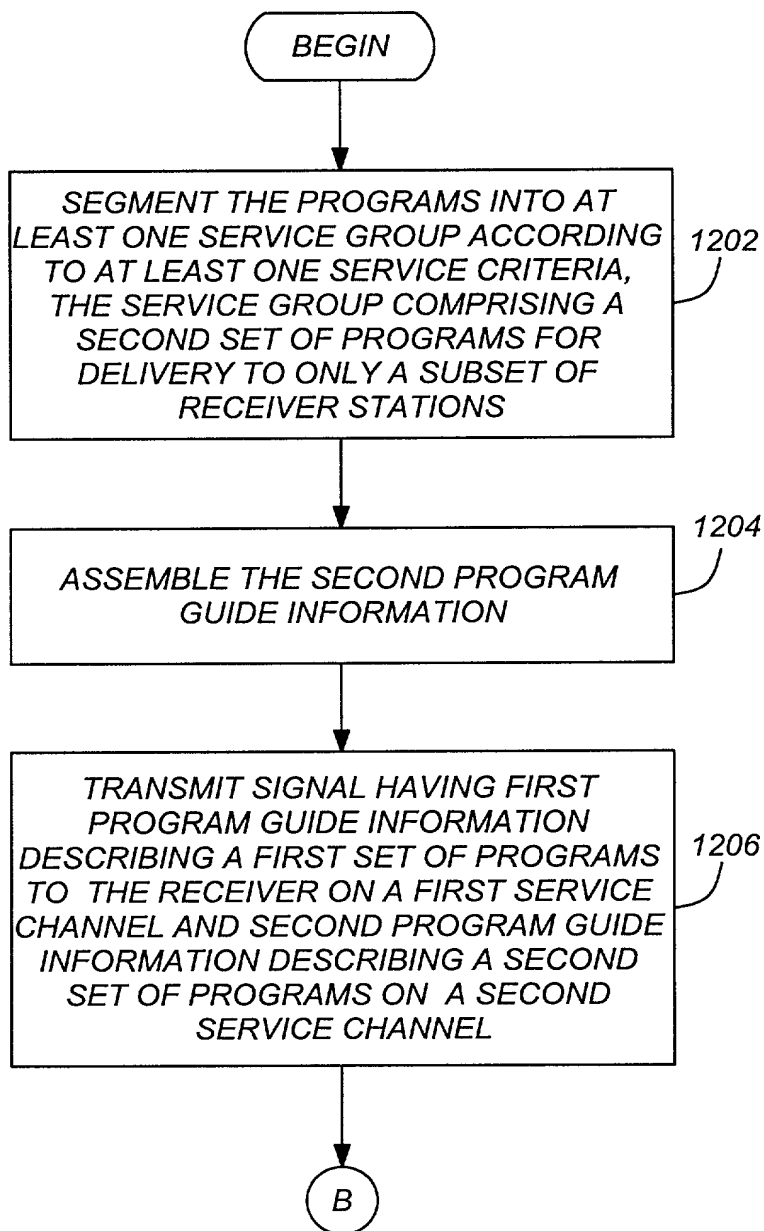 BEGIN
SEGMENT THE PROGRAMS INTO AT
LEAST ONE SERVICE GROUP ACCORDING
TO AT LEAST ONE SERVICE CRITERIA,
THE SERVICE GROUP COMPRISING A
SECOND SET OF PROGRAMS FOR
DELIVERY TO ONLY A SUBSET OF
RECEIVER STATIONS
1202
ASSEMBLE THE SECOND PROGRAM
GUIDE INFORMATION
1204
TRANSMIT SIGNAL HAVING FIRST
PROGRAM GUIDE INFORMATION
DESCRIBING A FIRST SET OF PROGRAMS
TO THE RECEIVER ON A FIRST SERVICE
CHANNEL AND SECOND PROGRAM GUIDE
INFORMATION DESCRIBING A SECOND
SET OF PROGRAMS ON A SECOND
SERVICE CHANNEL
1206
B